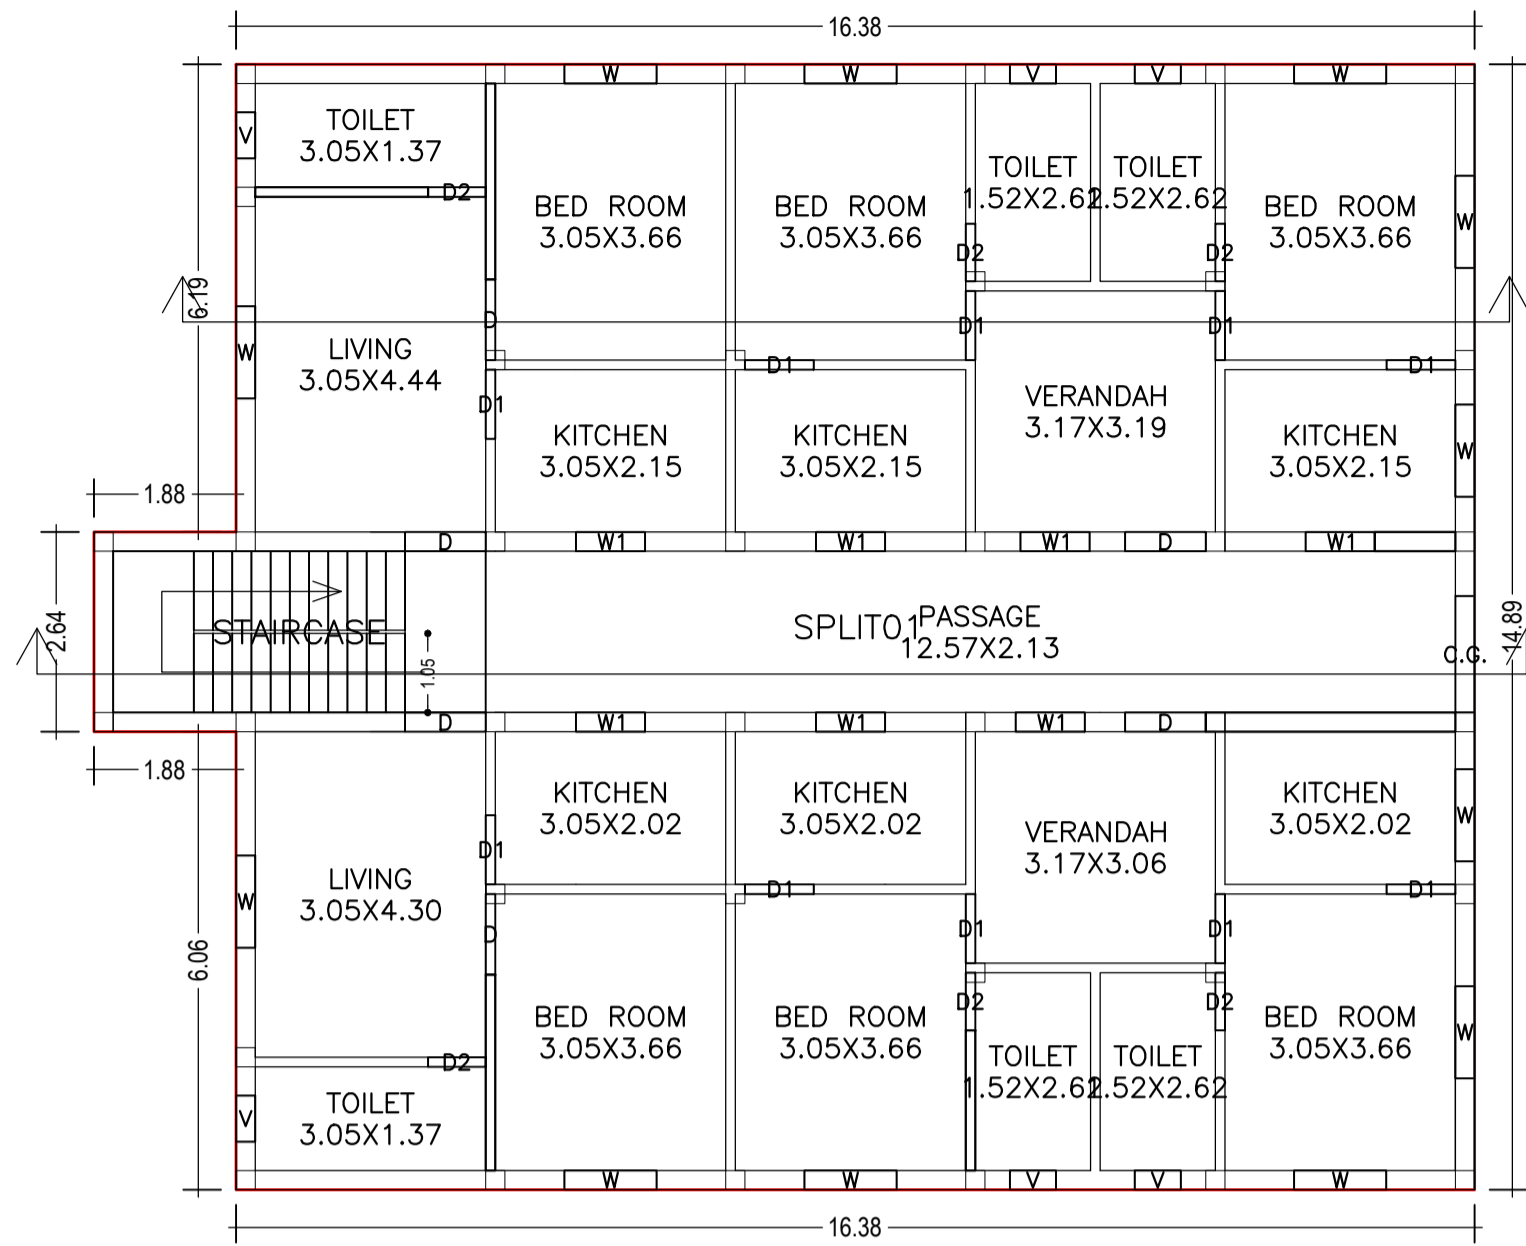 16.38
W
W
V
V
W
TOILET
3.05X1.37
V
D2
TOILET
1.52X2.62
TOILET
1.52X2.62
BED ROOM
3.05X3.66
BED ROOM
3.05X3.66
BED ROOM
3.05X3.66
W
D2
D2
6.19
D
D1
D1
W
LIVING
3.05X4.44
D1
D1
D1
VERANDAH
3.17X3.19
KITCHEN
3.05X2.15
KITCHEN
3.05X2.15
KITCHEN
3.05X2.15
W
1.88
D
W1
W1
W1
D
W1
2.64
STAIRCASE
1.05
SPLIT01
PASSAGE
12.57X2.13
C.G.
14.89
D
W1
W1
W1
D
1.88
KITCHEN
3.05X2.02
KITCHEN
3.05X2.02
KITCHEN
3.05X2.02
W
VERANDAH
3.17X3.06
D1
D1
D1
LIVING
3.05X4.30
W
D
D1
D1
6.06
D2
D2
BED ROOM
3.05X3.66
BED ROOM
3.05X3.66
BED ROOM
3.05X3.66
W
TOILET
1.52X2.62
TOILET
1.52X2.62
D2
TOILET
3.05X1.37
V
W
W
V
V
W
16.38